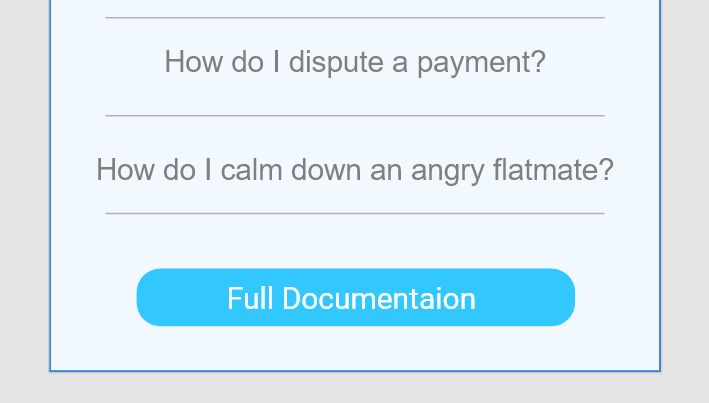 How do I dispute a payment?
How do I calm down an angry flatmate?
Full Documentaion